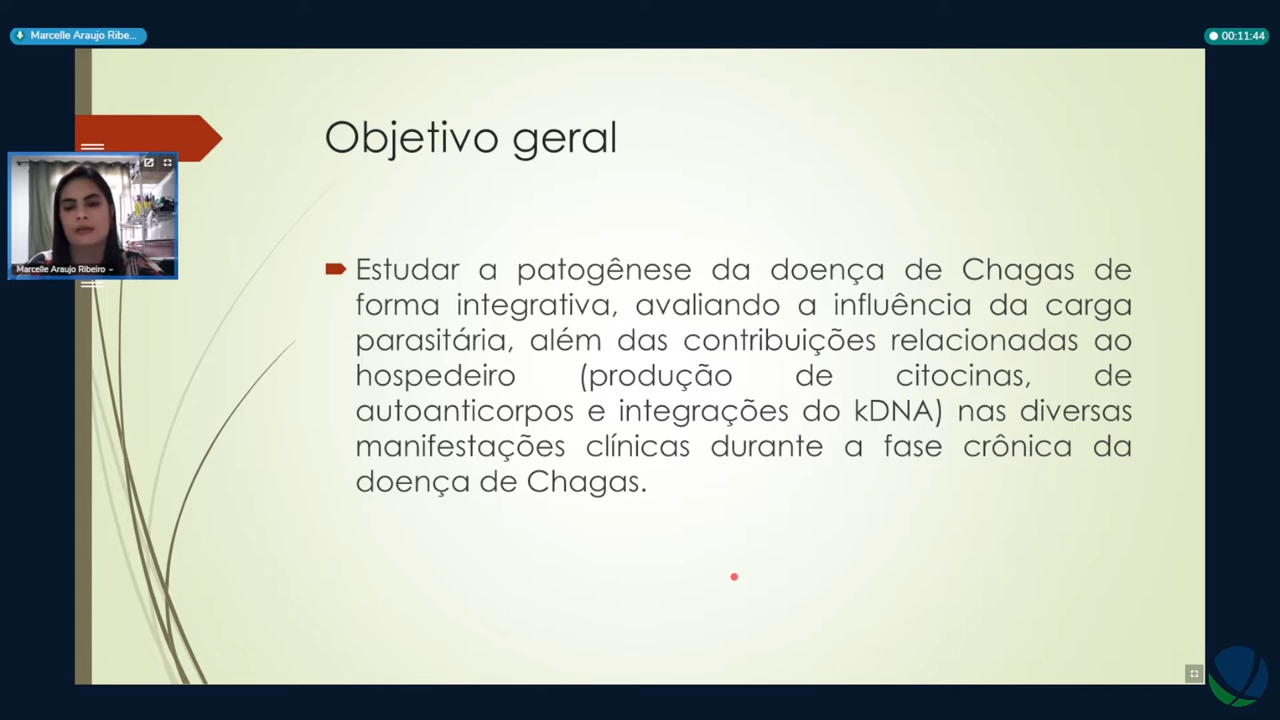 Marcelle Araujo Ribe...
00:11:44
Objetivo geral
Marcelle Araujo Ribeiro
Estudar a patogênese da doença de Chagas de
forma integrativa, avaliando a influência da carga
parasitária, além das contribuições relacionadas ao
hospedeiro (produção de citocinas, de
autoanticorpos e integrações do kDNA) nas diversas
manifestações clínicas durante a fase crônica da
doença de Chagas.